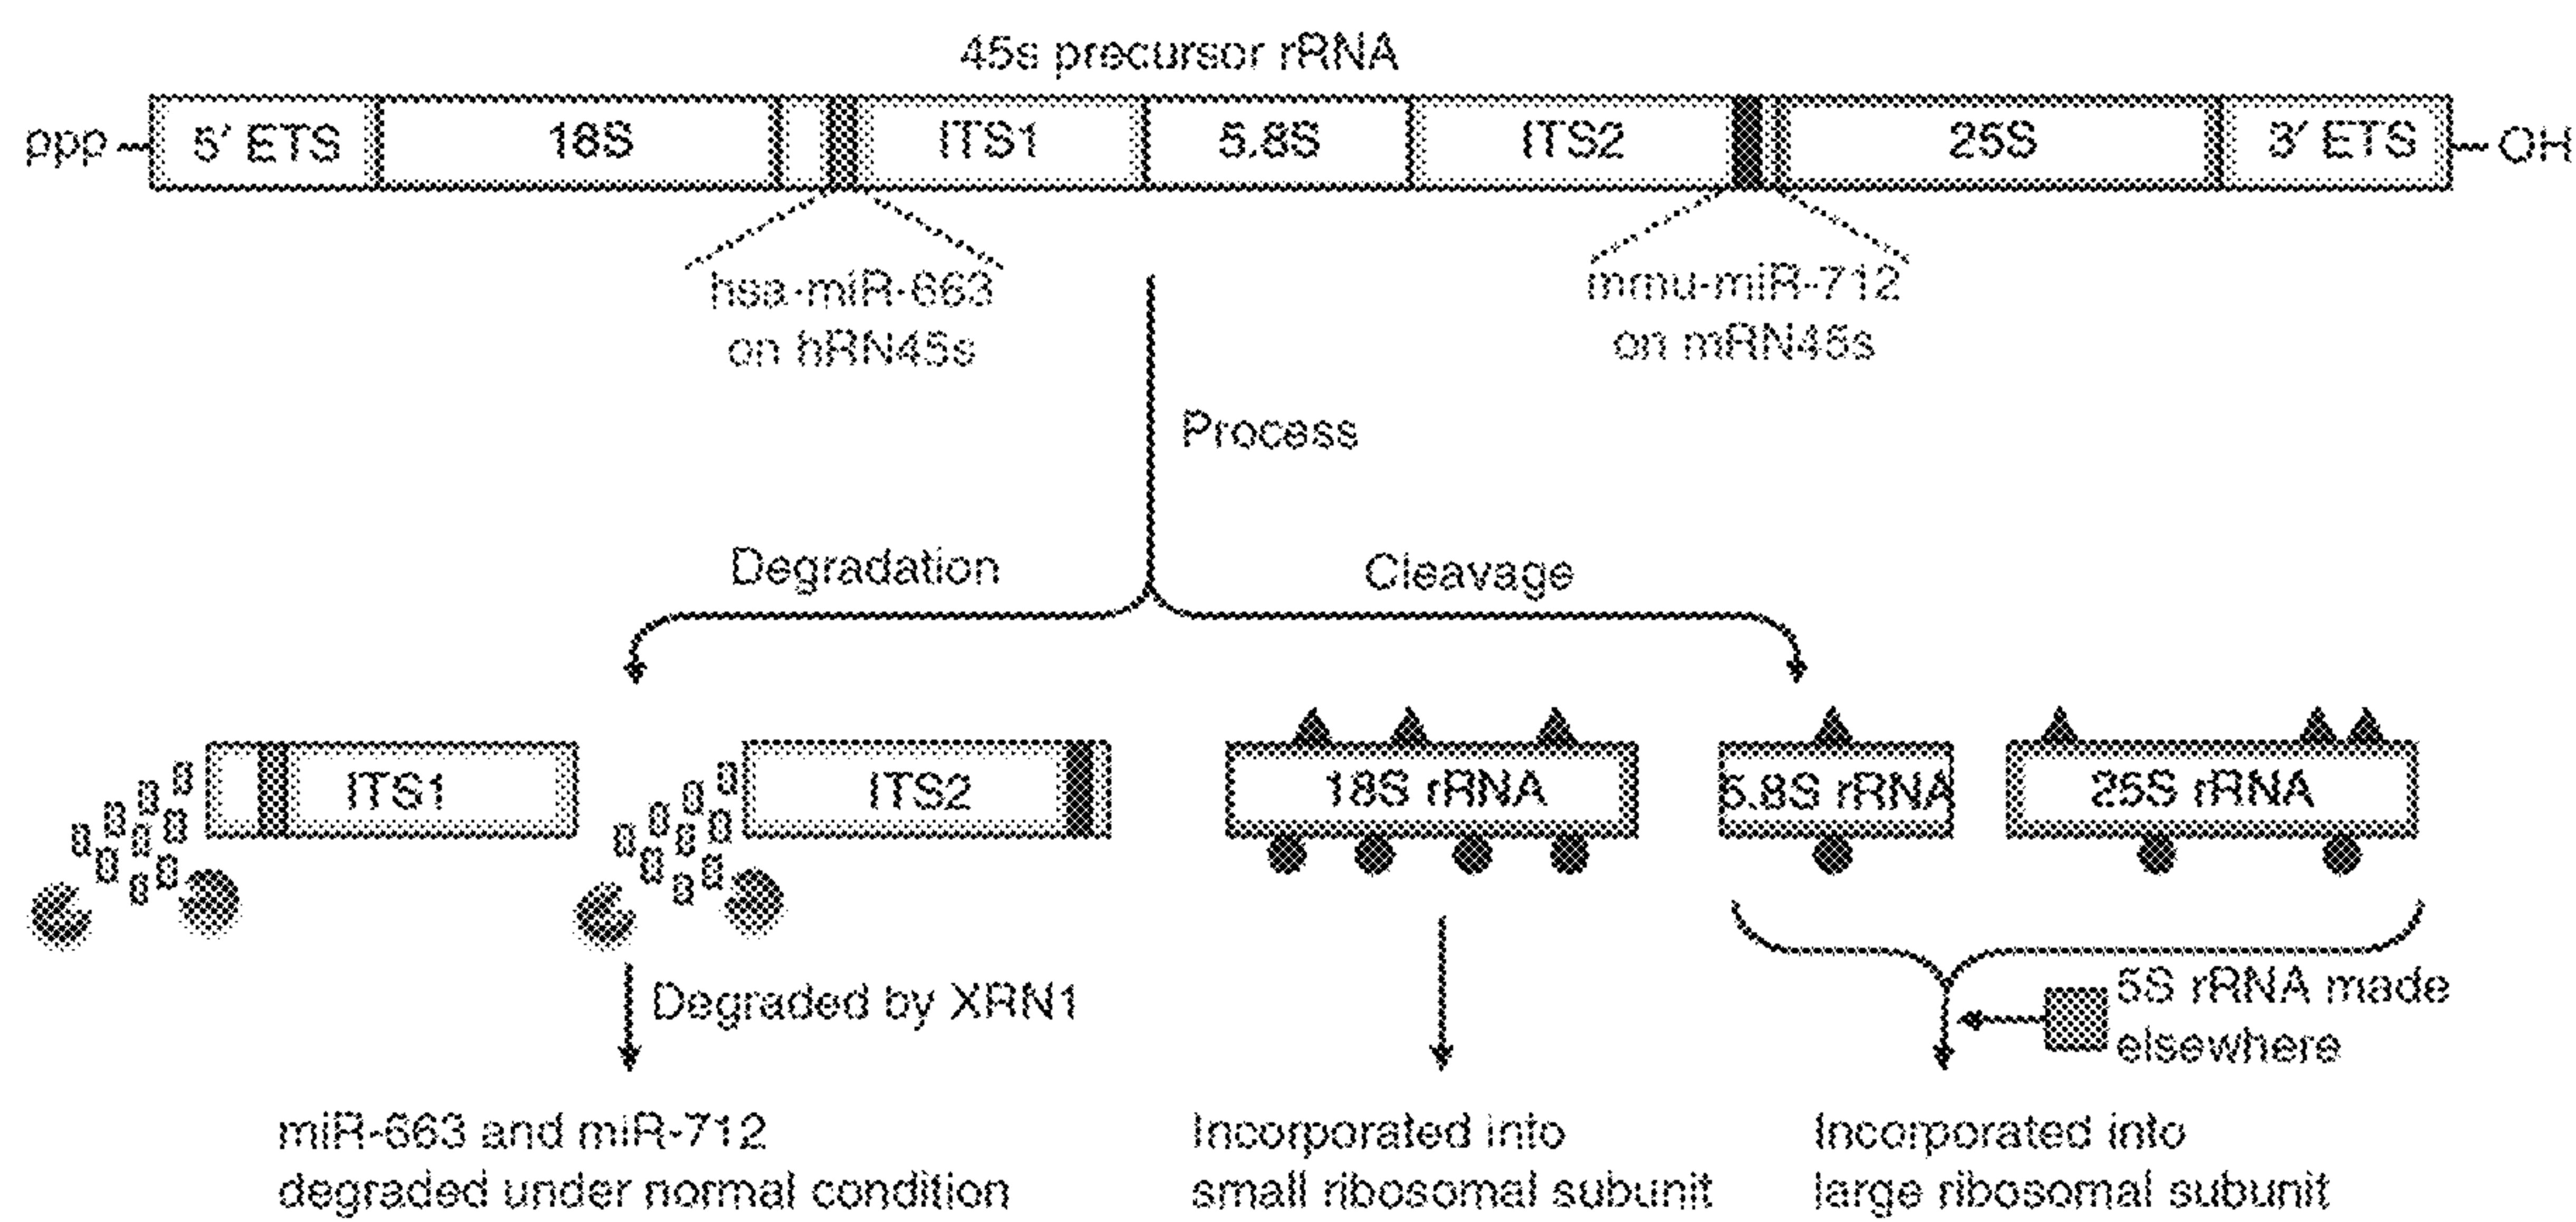 45s precursor rRNA
ppp 5′ ETS 18S ITS1 5.8S ITS2 25S 3′ ETS OH
hsa-miR-663
on hRN45s
mmu-miR-712
on mRN45s
Process
Degradation
Cleavage
ITS1 ITS2 18S rRNA 5.8S rRNA 25S rRNA
Degraded by XRN1
5S rRNA made
elsewhere
miR-663 and miR-712
degraded under normal condition
Incorporated into
small ribosomal subunit
Incorporated into
large ribosomal subunit